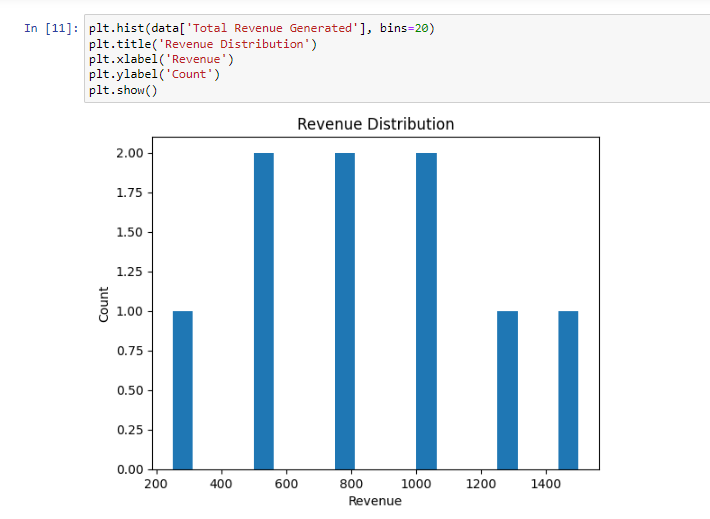 In [11]: plt.hist(data['Total Revenue Generated'], bins=20)
plt.title('Revenue Distribution')
plt.xlabel('Revenue')
plt.ylabel('Count')
plt.show()
Revenue Distribution
2.00
1.75
1.50
1.25
1.00
0.75
0.50
0.25
0.00
Count
200 400 600 800 1000 1200 1400
Revenue